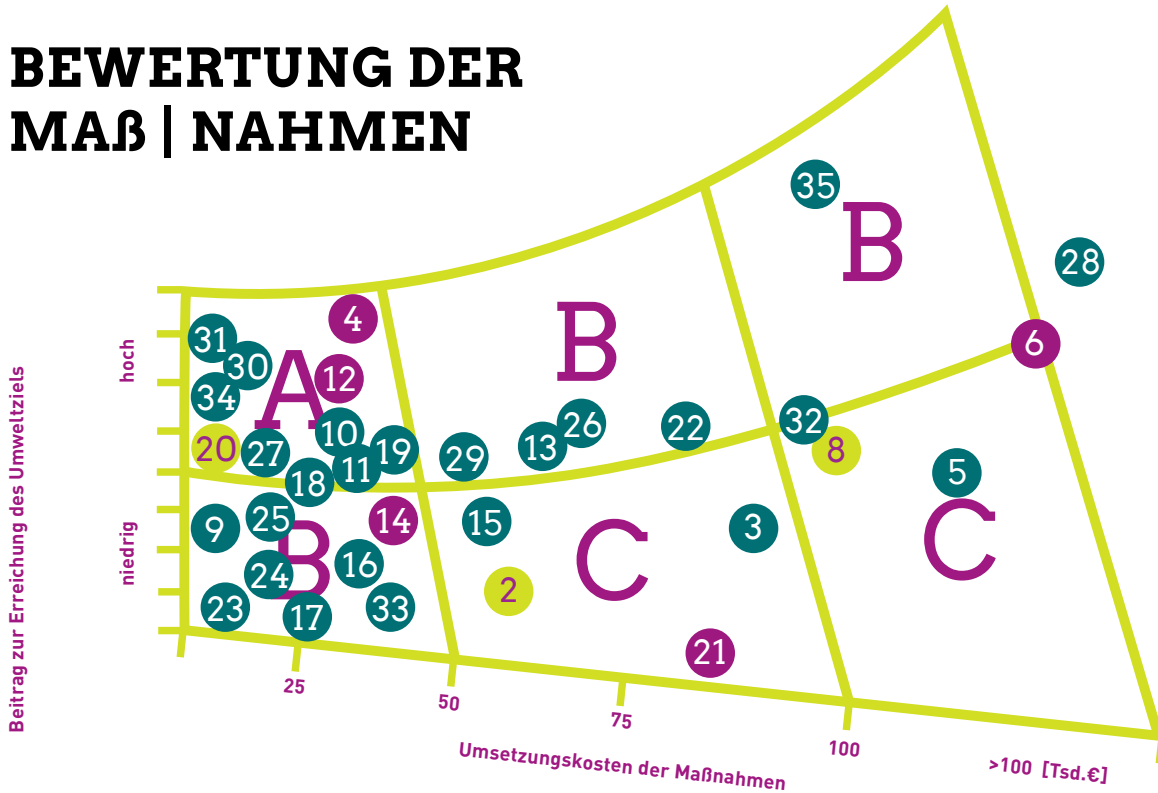 BEWERTUNG DER
MAß | NAHMEN
35
B
28
4
6
hoch
31
30
B
A
12
34
10
26
32
22
20
27
19
13
8
11
29
18
5
25
14
15
9
3
niedrig
B
C
C
16
24
2
23
17
33
21
25
50
75
100
>100 [Tsd.€]
Umsetzungskosten der Maßnahmen
Beitrag zur Erreichung des Umweltziels